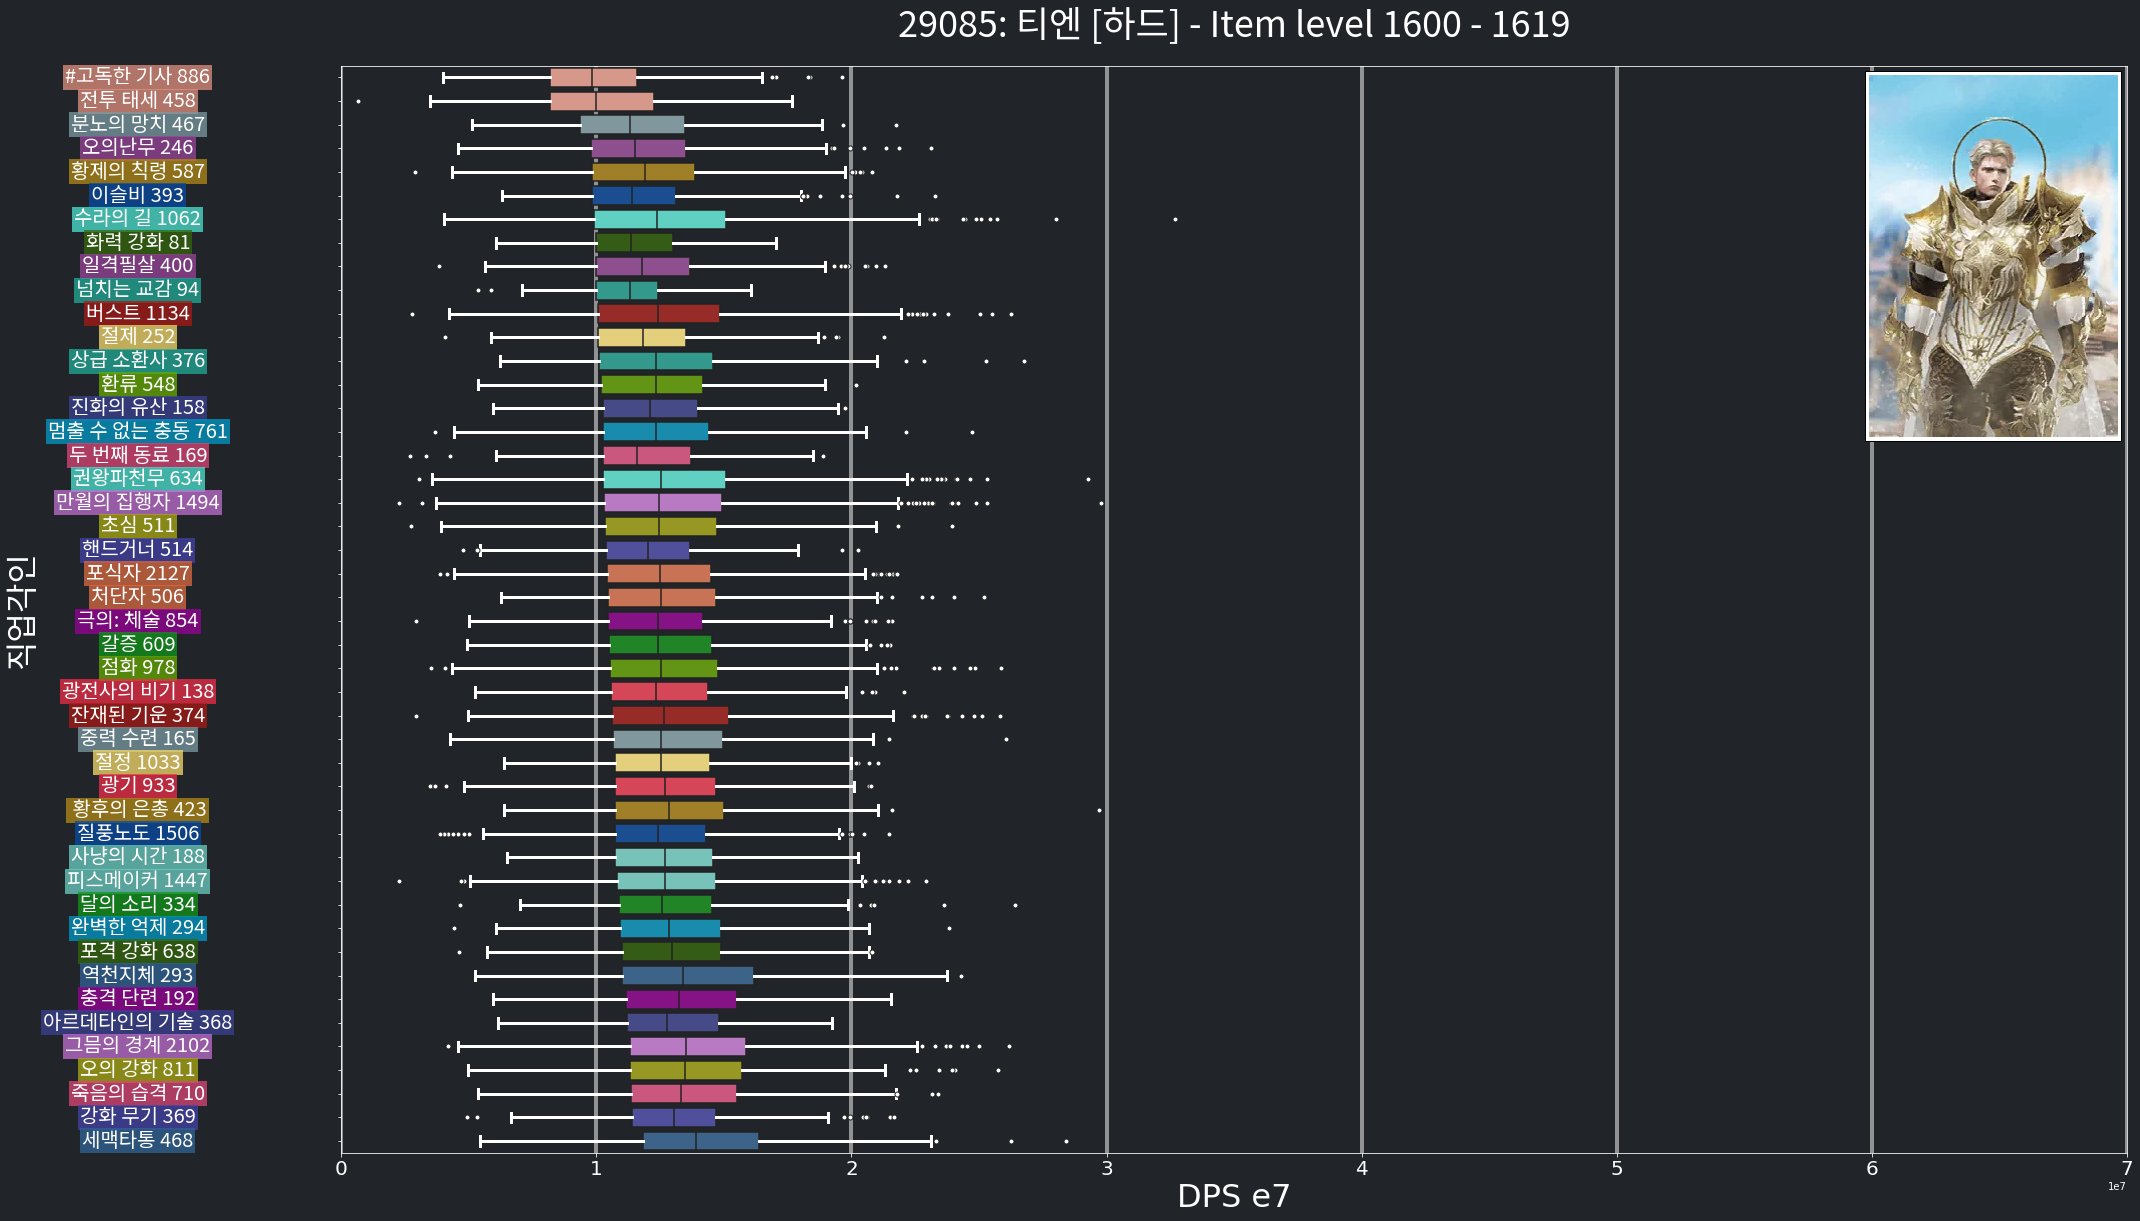 29085: 티엔 [하드] - Item level 1600 - 1619
#고독한 기사 886
전투 태세 458
분노의 망치 467
오의난무 246
황제의 칙령 587
이슬비 393
수라의 길 1062
화력 강화 81
일격필살 400
넘치는 교감 94
버스트 1134
절제 252
상급 소환사 376
환류 548
진화의 유산 158
멈출 수 없는 충동 761
두 번째 동료 169
권왕파천무 634
만월의 집행자 1494
초심 511
핸드거너 514
포식자 2127
처단자 506
극의: 체술 854
갈증 609
점화 978
광전사의 비기 138
잔재된 기운 374
중력 수련 165
절정 1033
광기 933
황후의 은총 423
질풍노도 1506
사냥의 시간 188
피스메이커 1447
달의 소리 334
완벽한 억제 294
포격 강화 638
역천지체 293
충격 단련 192
아르데타인의 기술 368
그믐의 경계 2102
오의 강화 811
죽음의 습격 710
강화 무기 369
세맥타통 468
직업각인
0 1 2 3 4 5 6 7
1e7
DPS e7